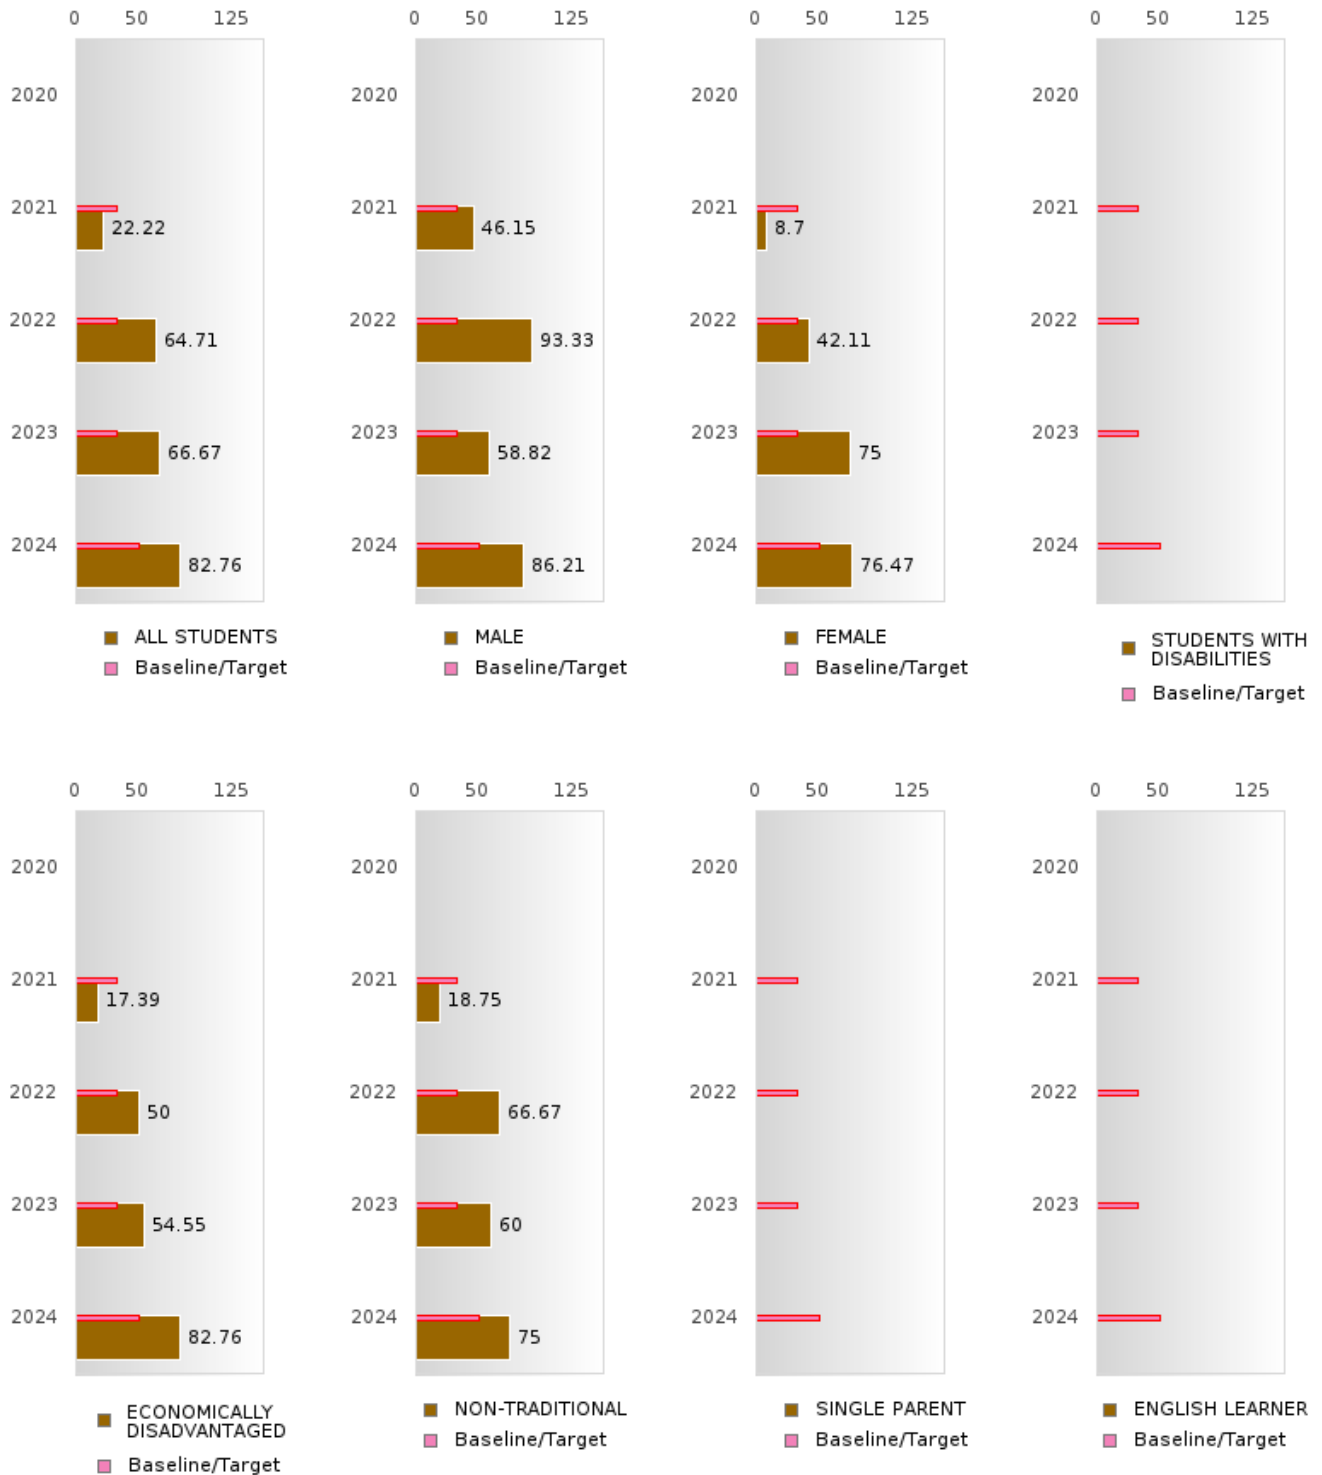 0 50 125
2020
2021
22.22
2022
64.71
2023
66.67
2024
82.76
ALL STUDENTS
Baseline/Target
0 50 125
2020
2021
46.15
2022
93.33
2023
58.82
2024
86.21
MALE
Baseline/Target
0 50 125
2020
2021
8.7
2022
42.11
2023
75
2024
76.47
FEMALE
Baseline/Target
0 50 125
2020
2021
2022
2023
2024
STUDENTS WITH
DISABILITIES
Baseline/Target
0 50 125
2020
2021
17.39
2022
50
2023
54.55
2024
82.76
ECONOMICALLY
DISADVANTAGED
Baseline/Target
0 50 125
2020
2021
18.75
2022
66.67
2023
60
2024
75
NON-TRADITIONAL
Baseline/Target
0 50 125
2020
2021
2022
2023
2024
SINGLE PARENT
Baseline/Target
0 50 125
2020
2021
2022
2023
2024
ENGLISH LEARNER
Baseline/Target